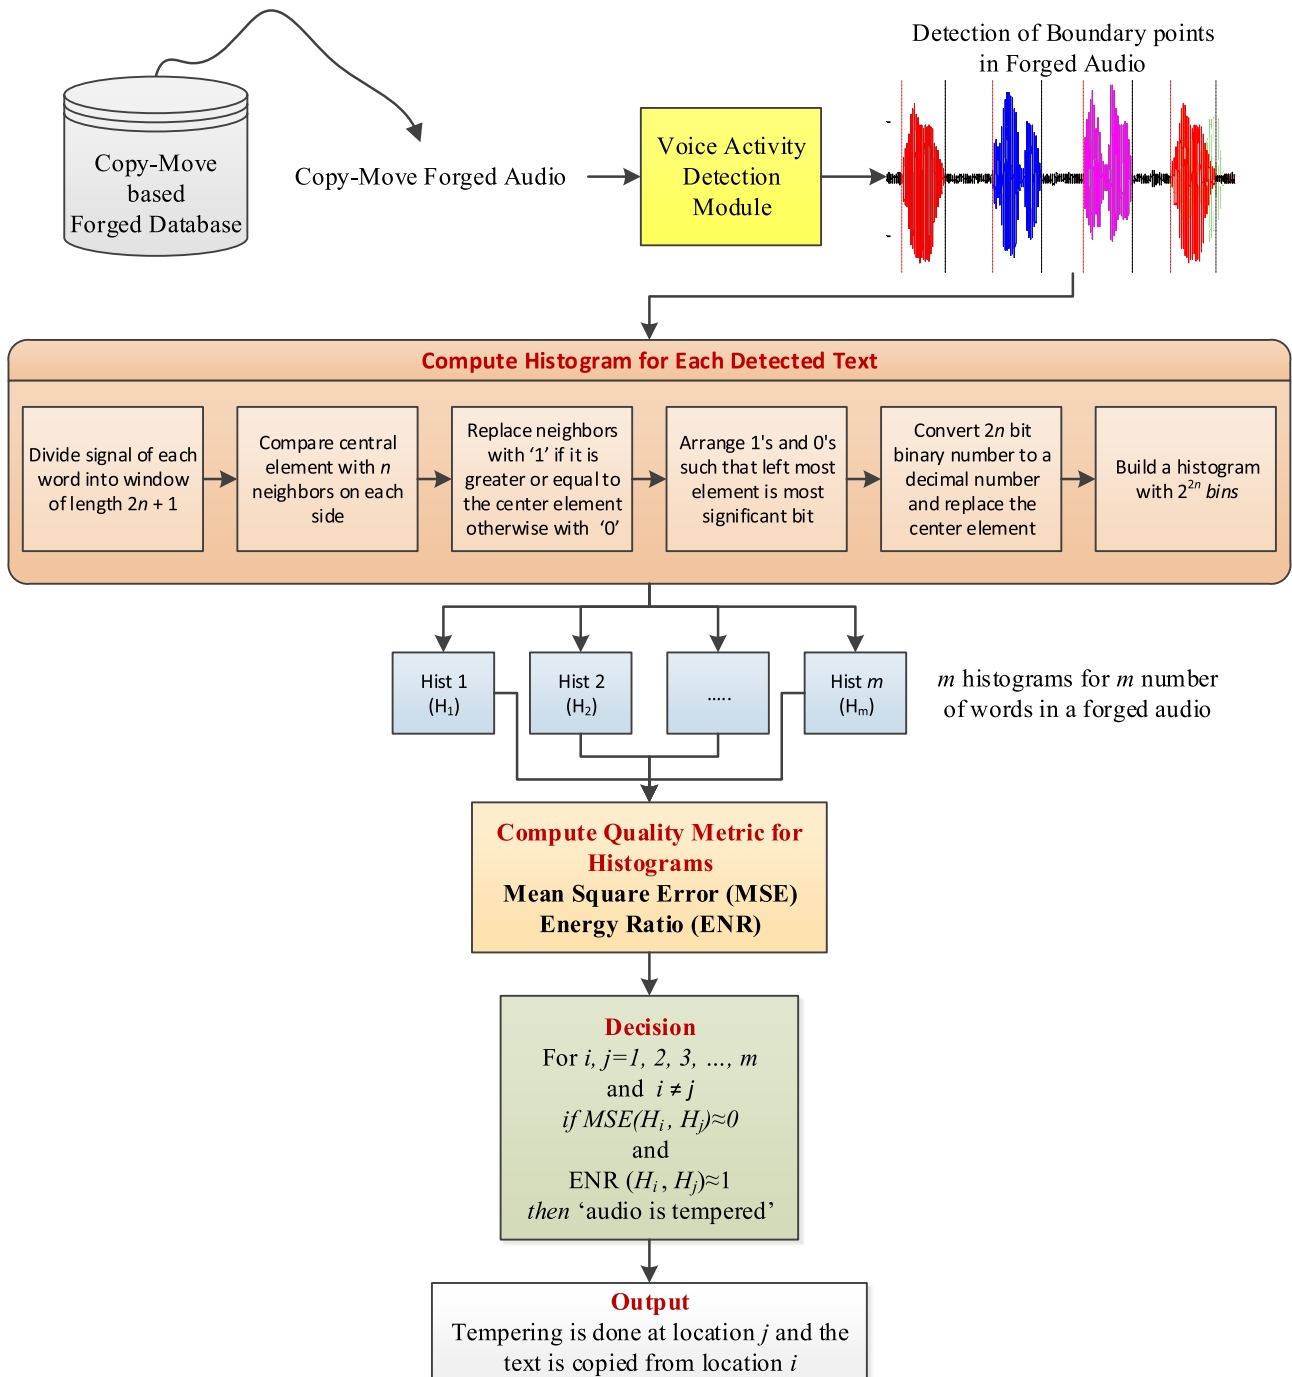 Detection of Boundary points
in Forged Audio
Copy-Move
based
Forged Database
Copy-Move Forged Audio
Voice Activity
Detection
Module
Compute Histogram for Each Detected Text
Divide signal of each
word into window
of length 2n + 1
Compare central
element with n
neighbors on each
side
Replace neighbors
with ‘1’ if it is
greater or equal to
the center element
otherwise with ‘0’
Arrange 1's and 0's
such that left most
element is most
significant bit
Convert 2n bit
binary number to a
decimal number
and replace the
center element
Build a histogram
with 2²ⁿ bins
Hist 1
(H₁)
Hist 2
(H₂)
.....
Hist m
(Hₘ)
m histograms for m number
of words in a forged audio
Compute Quality Metric for
Histograms
Mean Square Error (MSE)
Energy Ratio (ENR)
Decision
For i, j=1, 2, 3, ..., m
and i ≠ j
if MSE(Hᵢ , Hⱼ)≈0
and
ENR (Hᵢ , Hⱼ)≈1
then ‘audio is tempered’
Output
Tempering is done at location j and the
text is copied from location i